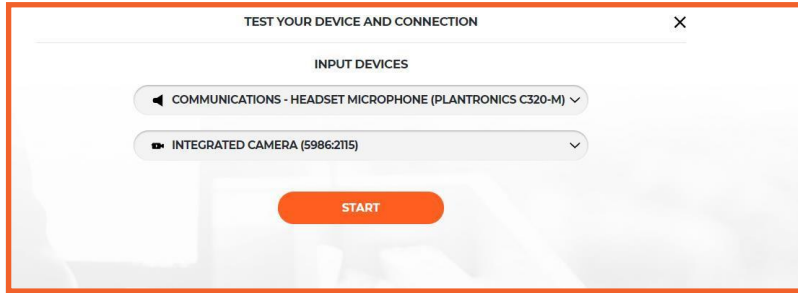 TEST YOUR DEVICE AND CONNECTION
INPUT DEVICES
COMMUNICATIONS - HEADSET MICROPHONE (PLANTRONICS C320-M)
INTEGRATED CAMERA (5986:2115)
START